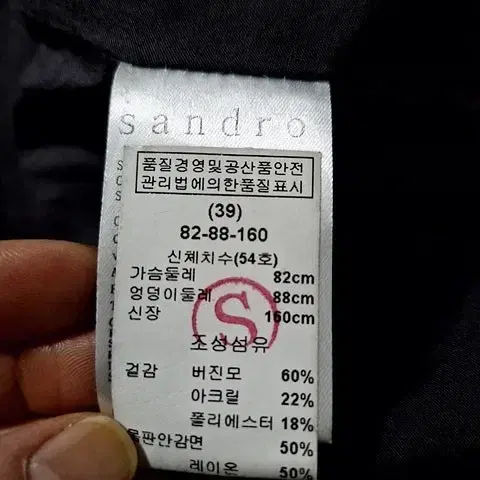 sandro
품질경영및공산품안전
관리법에의한품질표시
(39)
82-88-160
신체치수(54호)
가슴둘레 82cm
엉덩이둘레 88cm
신장 160cm
S
조성섬유
겉감 버진모 60%
아크릴 22%
폴리에스터 18%
몸판안감면 50%
레이온 50%